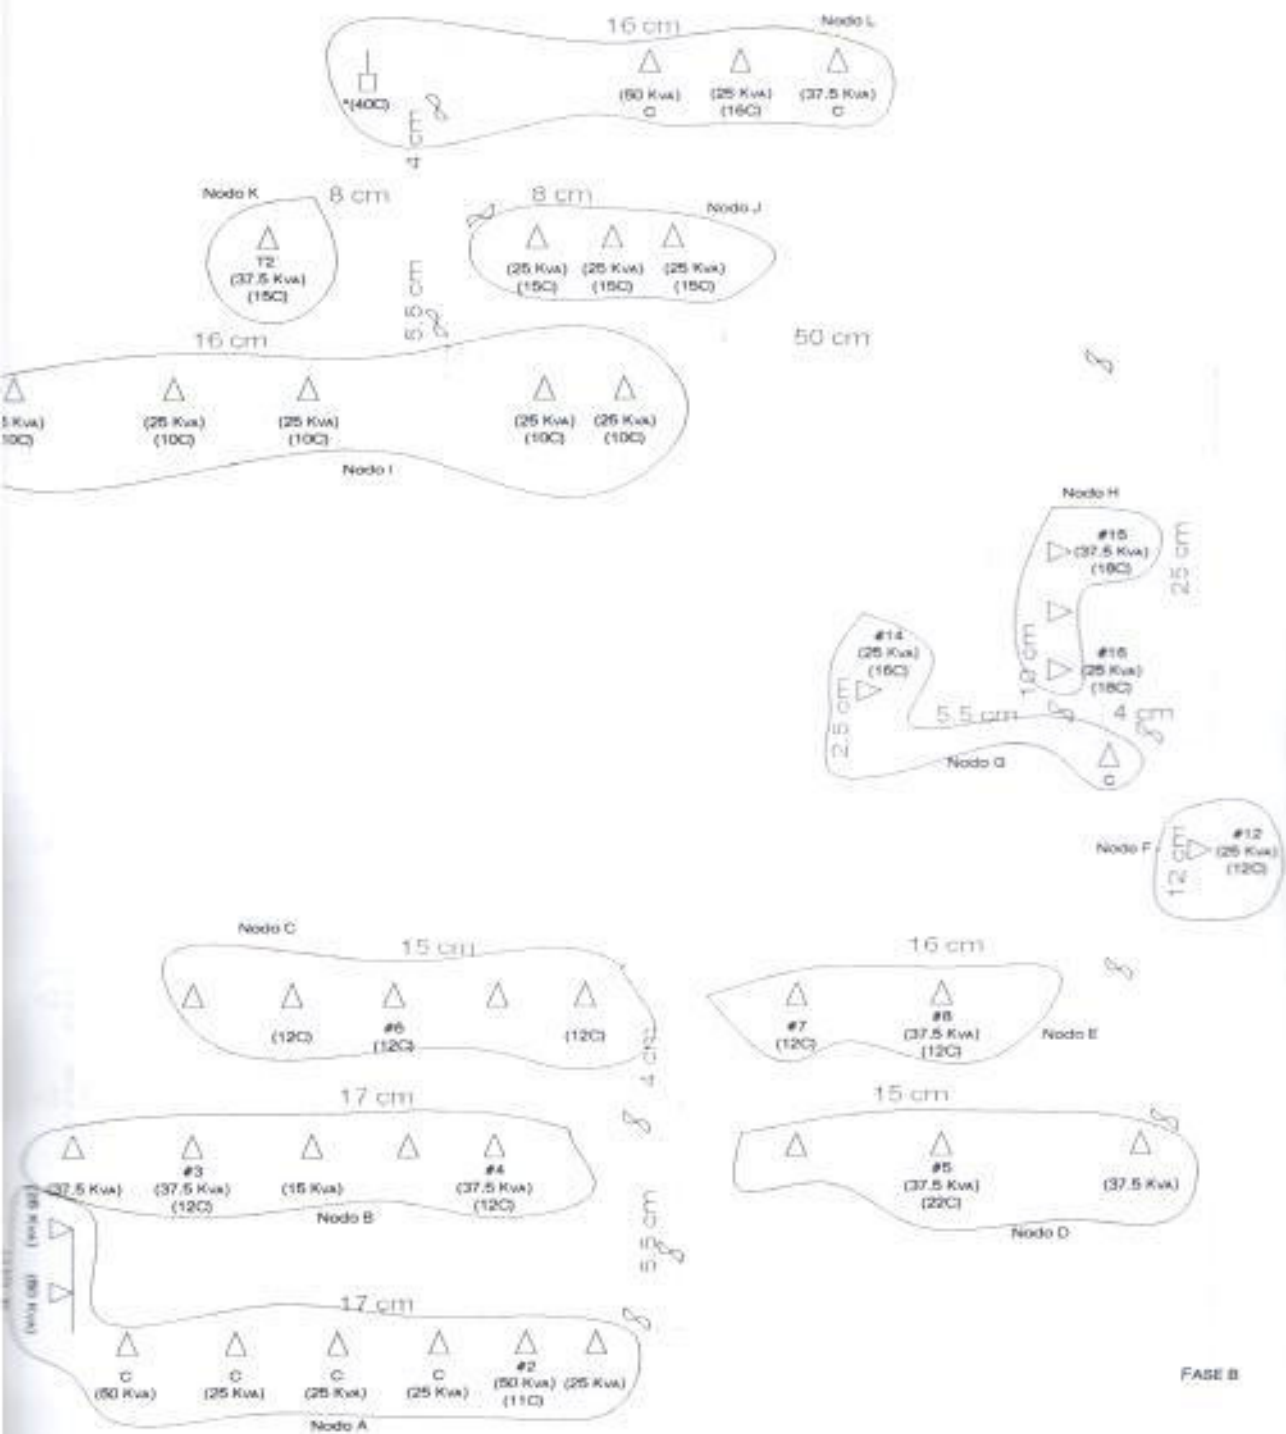 16 cm
Nodo L
*(40C)
(50 KVA)
C
(25 KVA)
(16C)
(37.5 KVA)
C
4 cm
Nodo K
8 cm
T2
(37.5 KVA)
(15C)
8 cm
Nodo J
(25 KVA)
(15C)
(25 KVA)
(15C)
(25 KVA)
(15C)
5.5 cm
16 cm
50 cm
5 KVA)
10C)
(25 KVA)
(10C)
(25 KVA)
(10C)
(25 KVA)
(10C)
(25 KVA)
(10C)
Nodo I
Nodo H
#15
(37.5 KVA)
(18C)
25 cm
#16
(25 KVA)
(18C)
#14
(25 KVA)
(16C)
2.5 cm
5.5 cm
4 cm
Nodo G
C
Nodo F
12 cm
#12
(25 KVA)
(12C)
Nodo C
15 cm
(12C)
#6
(12C)
(12C)
4 cm
16 cm
#7
(12C)
#8
(37.5 KVA)
(12C)
Nodo E
17 cm
(37.5 KVA)
#3
(37.5 KVA)
(12C)
(15 KVA)
#4
(37.5 KVA)
(12C)
Nodo B
15 cm
#5
(37.5 KVA)
(22C)
(37.5 KVA)
Nodo D
5.5 cm
(50 KVA)
17 cm
C
(50 KVA)
C
(25 KVA)
C
(25 KVA)
C
(25 KVA)
#2
(50 KVA)
(11C)
(25 KVA)
Nodo A
FASE B